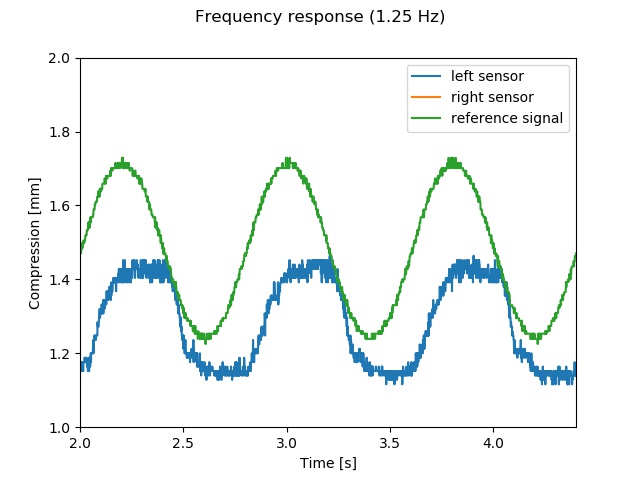 Frequency response (1.25 Hz)
2.0
1.8
1.6
1.4
1.2
1.0
Compression [mm]
left sensor
right sensor
reference signal
2.0 2.5 3.0 3.5 4.0
Time [s]